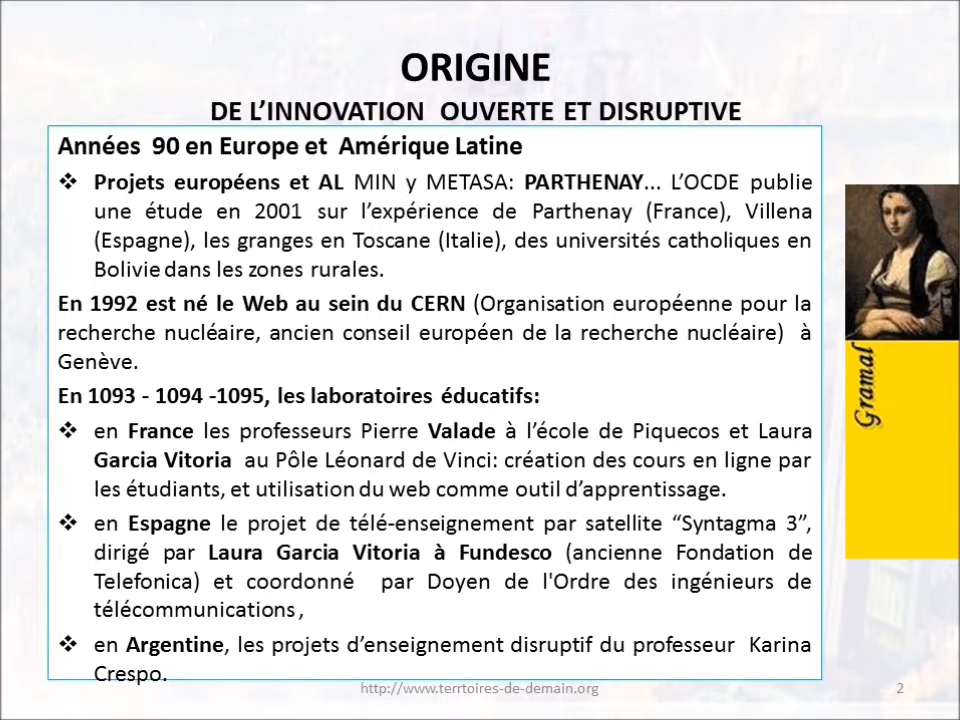 ORIGINE
DE L’INNOVATION OUVERTE ET DISRUPTIVE
Années 90 en Europe et Amérique Latine
❖ Projets européens et AL MIN y METASA: PARTHENAY... L’OCDE publie
une étude en 2001 sur l’expérience de Parthenay (France), Villena
(Espagne), les granges en Toscane (Italie), des universités catholiques en
Bolivie dans les zones rurales.
En 1992 est né le Web au sein du CERN (Organisation européenne pour la
recherche nucléaire, ancien conseil européen de la recherche nucléaire) à
Genève.
En 1093 - 1094 -1095, les laboratoires éducatifs:
❖ en France les professeurs Pierre Valade à l’école de Piquecos et Laura
Garcia Vitoria au Pôle Léonard de Vinci: création des cours en ligne par
les étudiants, et utilisation du web comme outil d’apprentissage.
❖ en Espagne le projet de télé-enseignement par satellite “Syntagma 3”,
dirigé par Laura Garcia Vitoria à Fundesco (ancienne Fondation de
Telefonica) et coordonné par Doyen de l'Ordre des ingénieurs de
télécommunications,
❖ en Argentine, les projets d’enseignement disruptif du professeur Karina
Crespo.
Gramal
http://www.terrtoires-de-demain.org
2